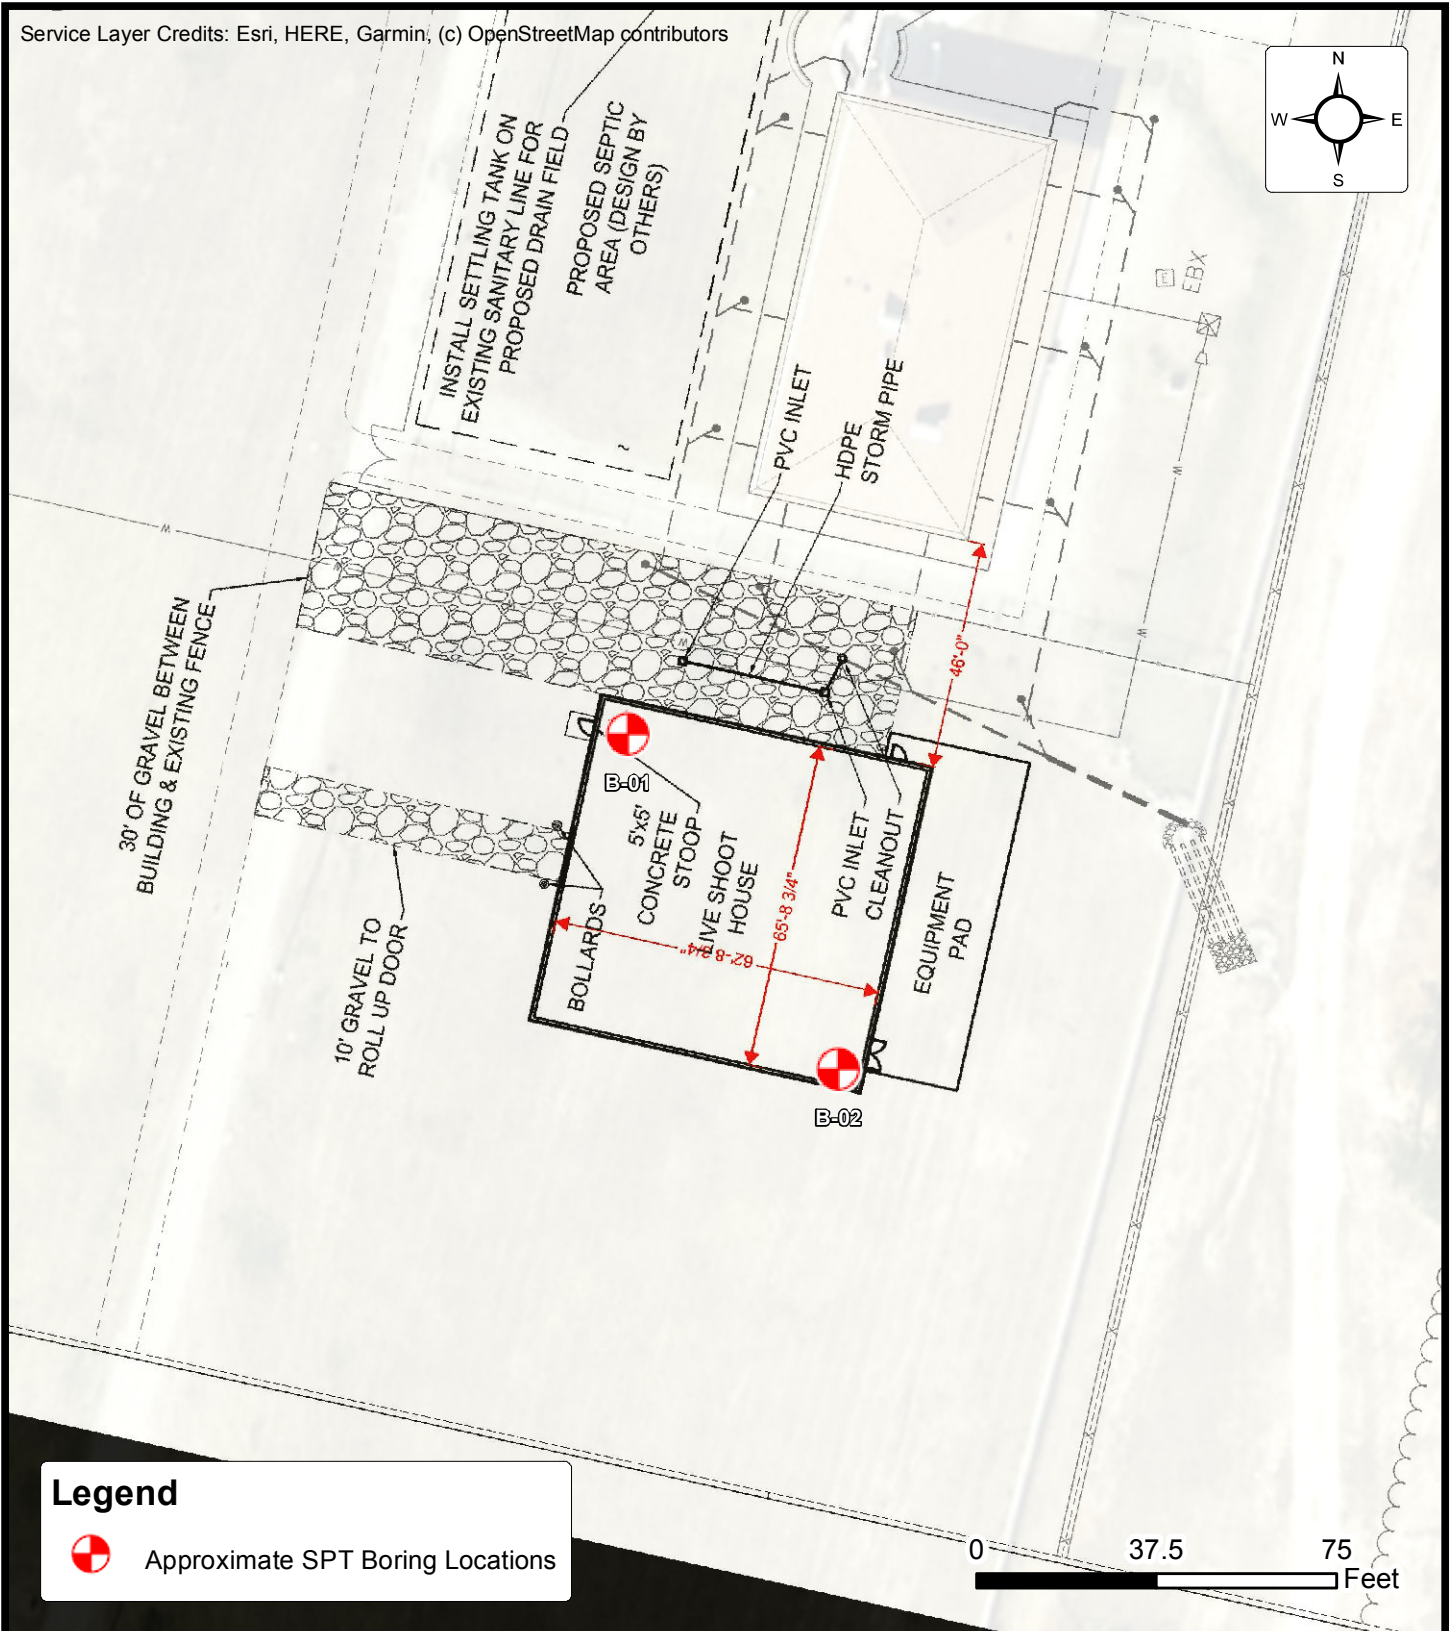 Service Layer Credits: Esri, HERE, Garmin, (c) OpenStreetMap contributors
N
W E
S
INSTALL SETTLING TANK ON
EXISTING SANITARY LINE FOR
PROPOSED DRAIN FIELD
PROPOSED SEPTIC
AREA (DESIGN BY
OTHERS)
EBX
PVC INLET
HDPE
STORM PIPE
W
W
W
W
30' OF GRAVEL BETWEEN
BUILDING & EXISTING FENCE
46'-0"
B-01
5'x5'
CONCRETE
STOOP
LIVE SHOOT
HOUSE
BOLLARDS
65'-8 3/4"
62'-8 3/4"
PVC INLET
CLEANOUT
EQUIPMENT
PAD
10' GRAVEL TO
ROLL UP DOOR
B-02
Legend
Approximate SPT Boring Locations
0 37.5 75
Feet